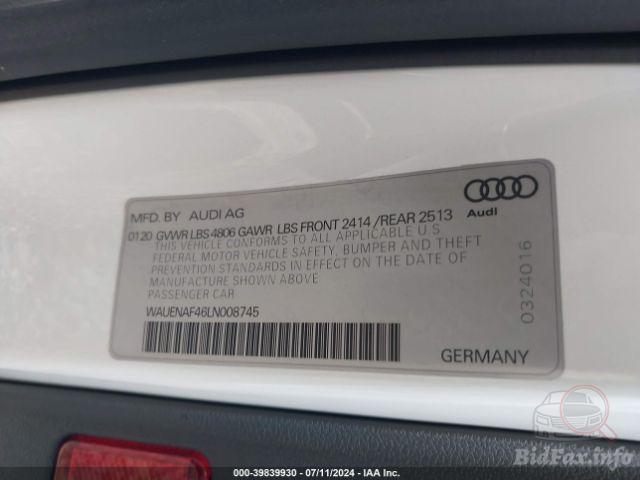 MFD. BY AUDI AG
0120 GVWR LBS 4806 GAWR LBS FRONT 2414 /REAR 2513
THIS VEHICLE CONFORMS TO ALL APPLICABLE U.S
FEDERAL MOTOR VEHICLE SAFETY, BUMPER AND THEFT
PREVENTION STANDARDS IN EFFECT ON THE DATE OF
MANUFACTURE SHOWN ABOVE
PASSENGER CAR
WAUENAF46LN008745
Audi
0324016
GERMANY
BidFax.info
000-39839930 - 07/11/2024 - IAA Inc.